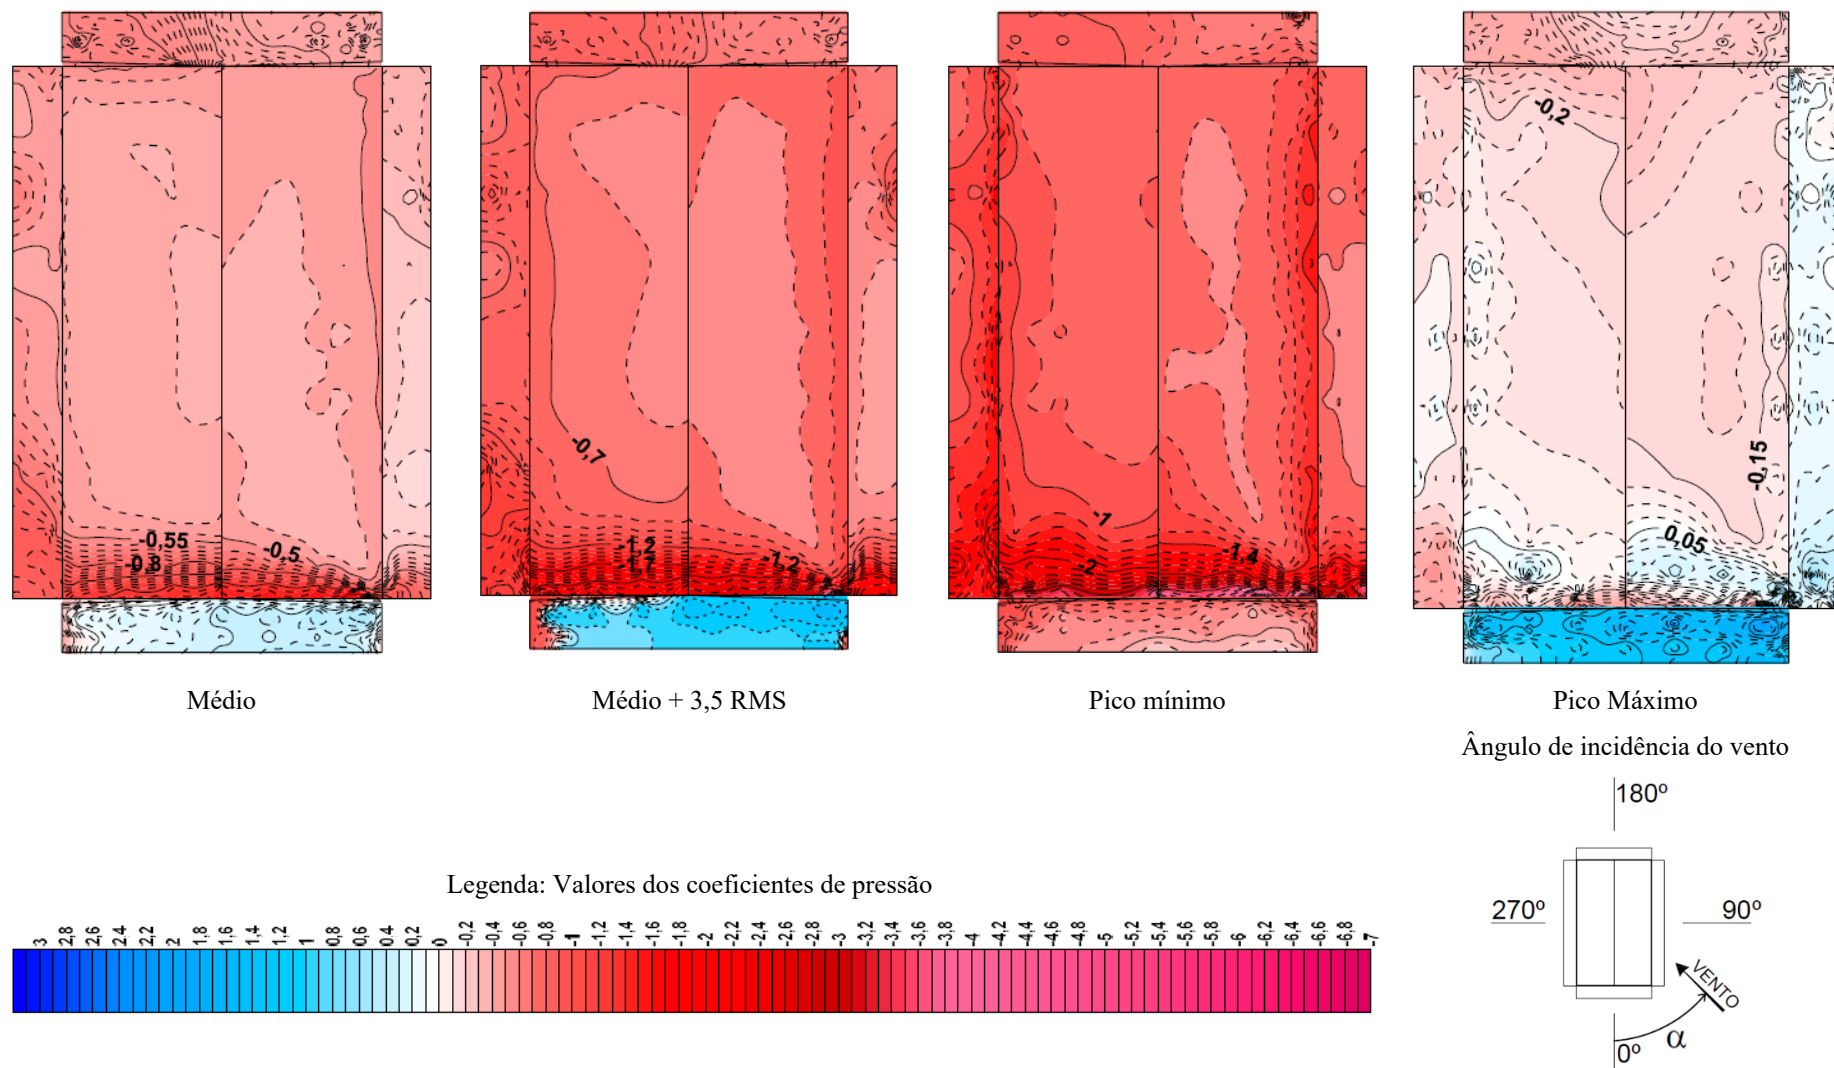 -0,55
-0,8
-0,5
-0,7
-1,2
-1,7
-1,2
-1
-2
-1,4
-0,2
-0,15
0,05
Médio
Médio + 3,5 RMS
Pico mínimo
Pico Máximo
Ângulo de incidência do vento
180º
270º
90º
VENTO
0º
α
Legenda: Valores dos coeficientes de pressão
3 2,8 2,6 2,4 2,2 2 1,8 1,6 1,4 1,2 1 0,8 0,6 0,4 0,2 0 -0,2 -0,4 -0,6 -0,8 -1 -1,2 -1,4 -1,6 -1,8 -2 -2,2 -2,4 -2,6 -2,8 -3 -3,2 -3,4 -3,6 -3,8 -4 -4,2 -4,4 -4,6 -4,8 -5 -5,2 -5,4 -5,6 -5,8 -6 -6,2 -6,4 -6,6 -6,8 -7